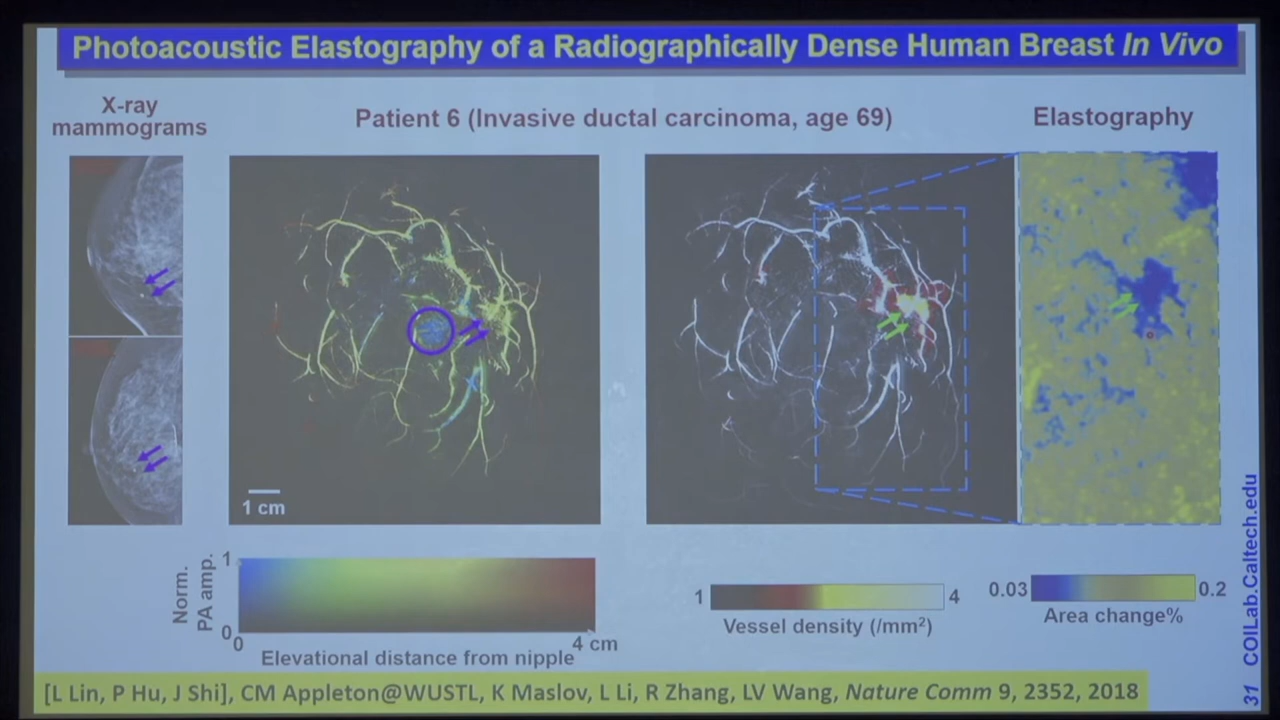 Photoacoustic Elastography of a Radiographically Dense Human Breast In Vivo
X-ray
mammograms
Patient 6 (Invasive ductal carcinoma, age 69)
Elastography
1 cm
Norm.
PA amp.
1
0
0
4 cm
Elevational distance from nipple
1
4
Vessel density (/mm²)
0.03
0.2
Area change%
[L Lin, P Hu, J Shi], CM Appleton@WUSTL, K Maslov, L Li, R Zhang, LV Wang, Nature Comm 9, 2352, 2018
31 COILab.Caltech.edu